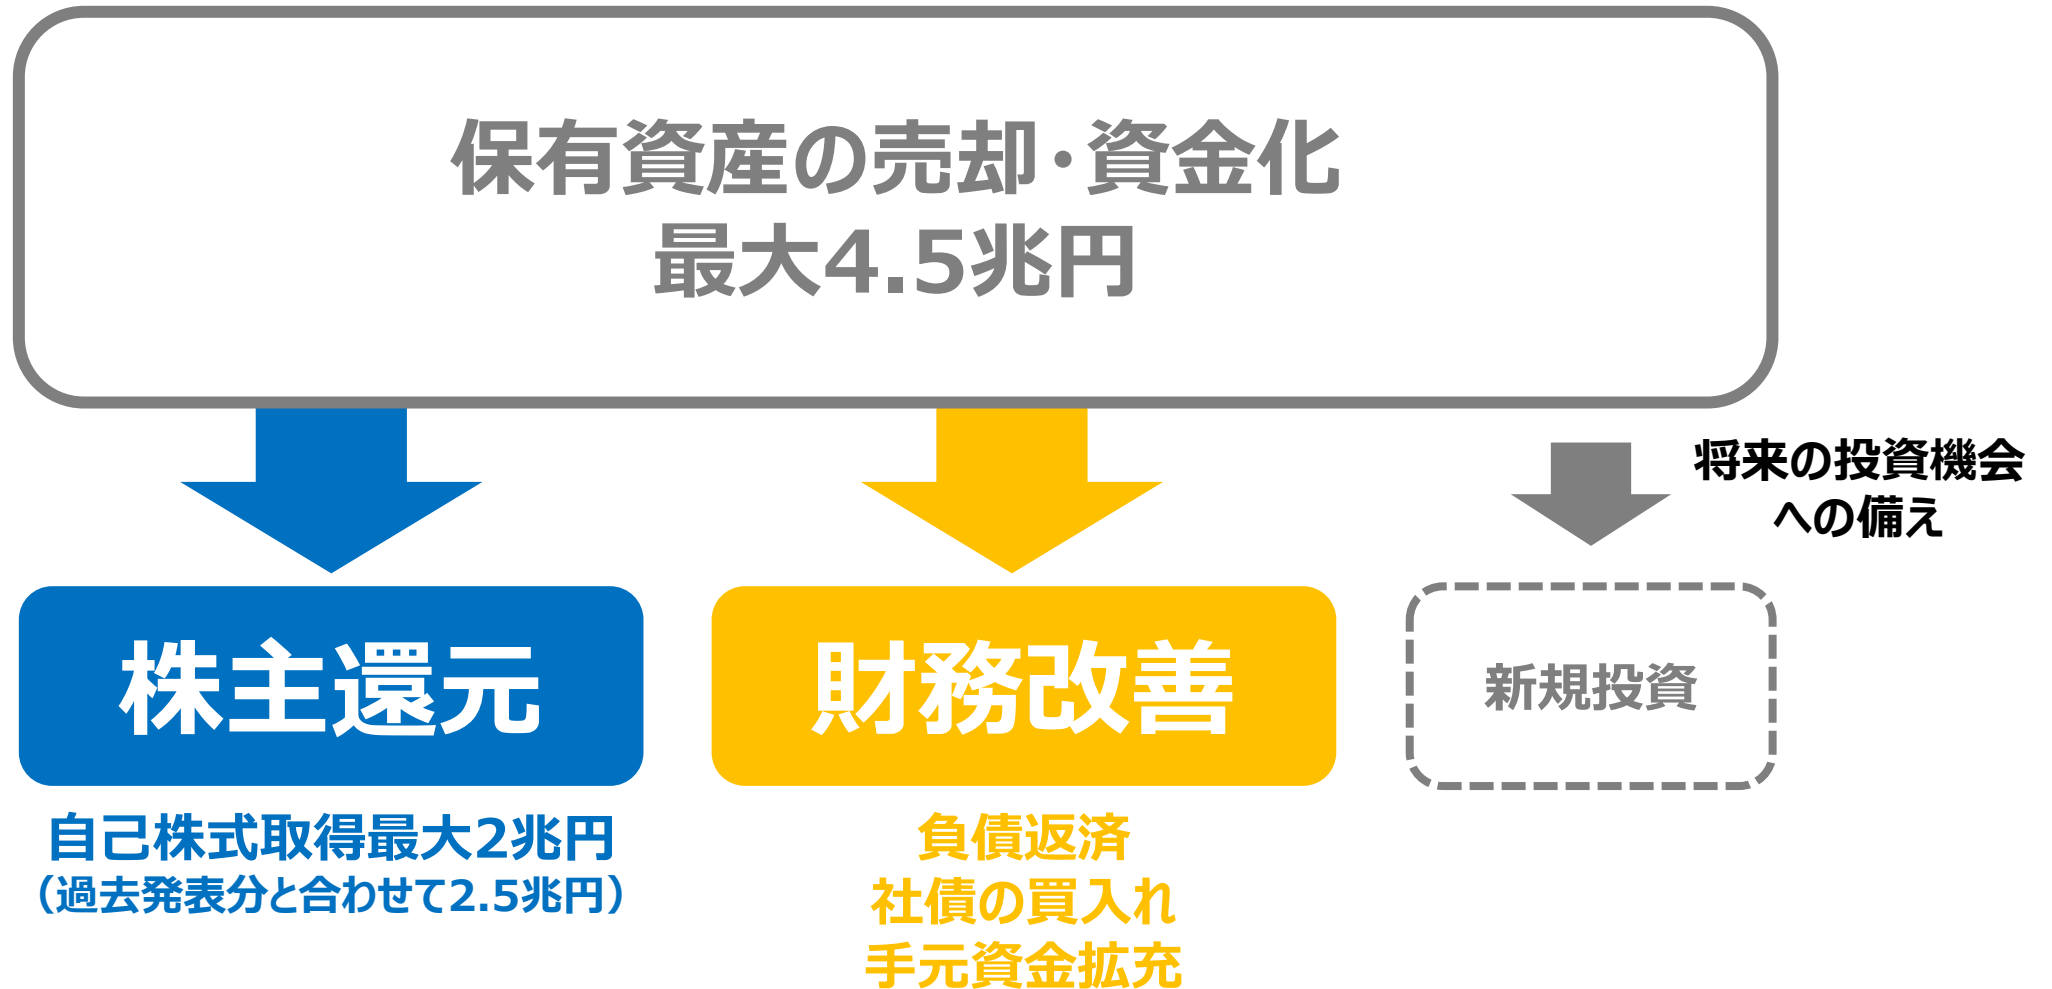 保有資産の売却・資金化
最大4.5兆円
将来の投資機会
への備え
株主還元
財務改善
新規投資
自己株式取得最大2兆円
（過去発表分と合わせて2.5兆円）
負債返済
社債の買入れ
手元資金拡充